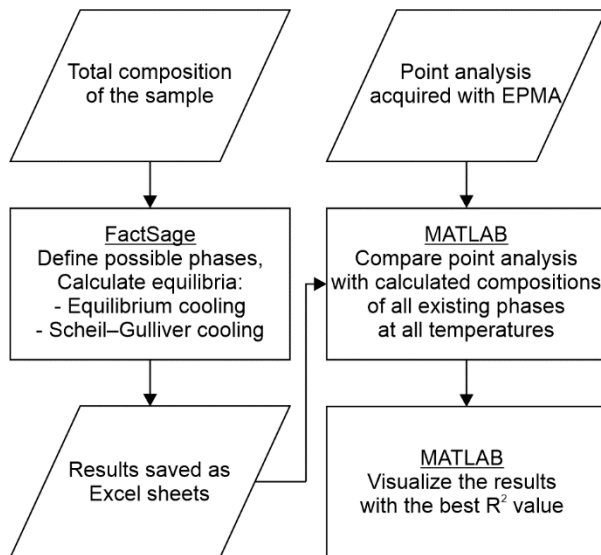 Total composition
of the sample
Point analysis
acquired with EPMA
FactSage
Define possible phases,
Calculate equilibria:
- Equilibrium cooling
- Scheil–Gulliver cooling
MATLAB
Compare point analysis
with calculated compositions
of all existing phases
at all temperatures
Results saved as
Excel sheets
MATLAB
Visualize the results
with the best R² value